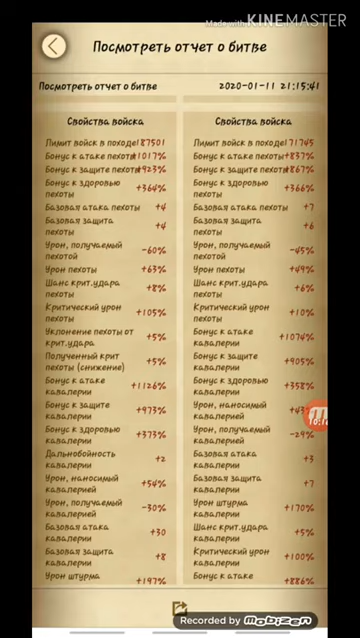 Made with KINEMASTER
Посмотреть отчет о битве
Посмотреть отчет о битве 2020-01-11 21:15:41
Свойства войска
Лимит войск в походе 187501
Бонус к атаке пехоты +1017%
Бонус к защите пехоты +923%
Бонус к здоровью
пехоты +364%
Базовая атака пехоты +4
Базовая защита
пехоты +4
Урон, получаемый
пехотой -60%
Урон пехоты +63%
Шанс крит.удара
пехоты +8%
Критический урон
пехоты +105%
Уклонение пехоты от
крит.удара +5%
Полученный крит
пехоты (снижение) +5%
Бонус к атаке
кавалерии +1126%
Бонус к защите
кавалерии +973%
Бонус к здоровью
кавалерии +373%
Дальнобойность
кавалерии +2
Урон, наносимый
кавалерией +54%
Урон, получаемый
кавалерией -30%
Базовая атака
кавалерии +30
Базовая защита
кавалерии +8
Урон штурма +197%
Свойства войска
Лимит войск в походе 171745
Бонус к атаке пехоты +837%
Бонус к защите пехоты +867%
Бонус к здоровью
пехоты +366%
Базовая атака пехоты +7
Базовая защита
пехоты +6
Урон, получаемый
пехотой -45%
Урон пехоты +49%
Шанс крит.удара
пехоты +6%
Критический урон
пехоты +10%
Бонус к атаке
кавалерии +1074%
Бонус к защите
кавалерии +905%
Бонус к здоровью
кавалерии +358%
Урон, наносимый
кавалерией
Урон, получаемый
кавалерией -29%
Базовая атака
кавалерии +3
Базовая защита
кавалерии +7
Урон штурма
кавалерии +170%
Шанс крит.удара
кавалерии +5%
Критический урон
кавалерии +100%
Бонус к атаке +886%
Recorded by Mobizen